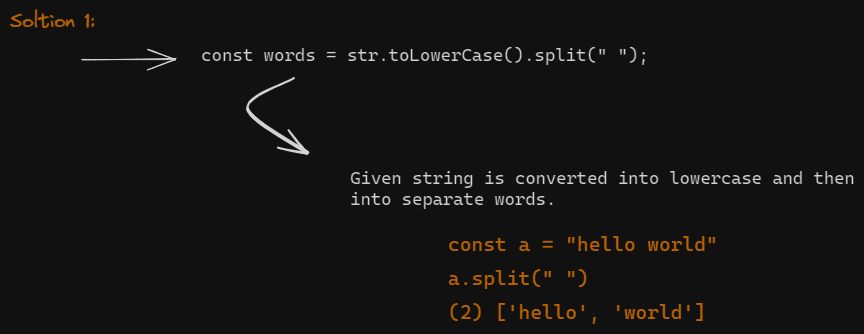 Soltion 1:
const words = str.toLowerCase().split(" ");
Given string is converted into lowercase and then
into separate words.
const a = "hello world"
a.split(" ")
(2) ['hello', 'world']